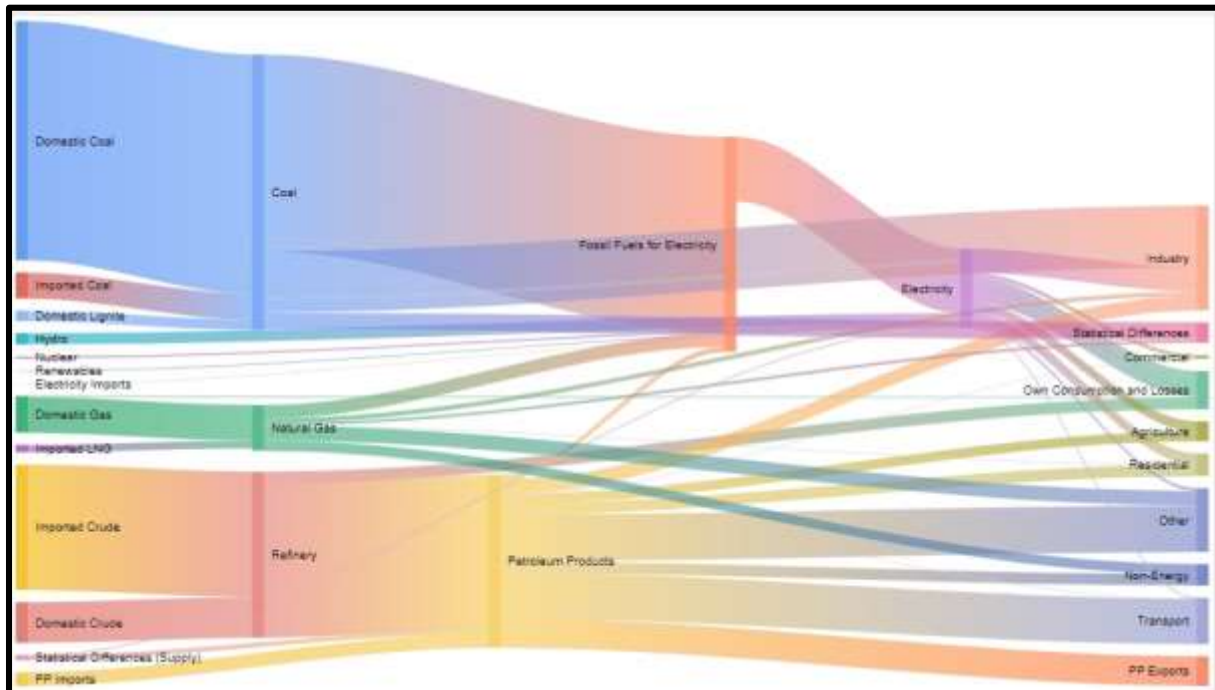 Domestic Coal
Coal
Fossil Fuels for Electricity
Industry
Imported Coal
Electricity
Domestic Lignite
Statistical Differences
Hydro
Nuclear
Commercial
Renewables
Electricity Imports
Own Consumption and Losses
Domestic Gas
Natural Gas
Agriculture
Imported LNG
Residential
Imported Crude
Other
Refinery
Petroleum Products
Non-Energy
Domestic Crude
Transport
Statistical Differences (Supply)
PP Imports
PP Exports